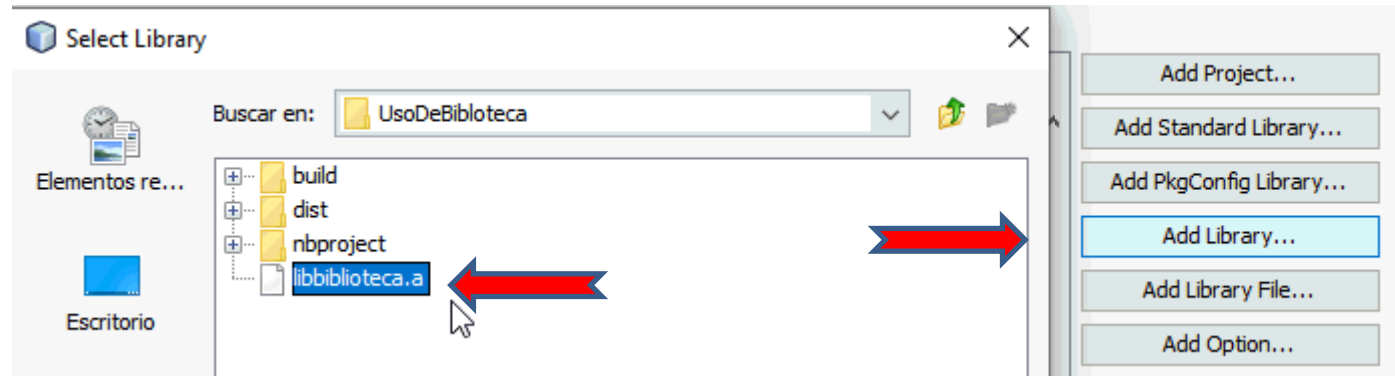 Select Library
Buscar en: UsoDeBibloteca
Elementos re...
Escritorio
build
dist
nbproject
libbiblioteca.a
Add Project...
Add Standard Library...
Add PkgConfig Library...
Add Library...
Add Library File...
Add Option...